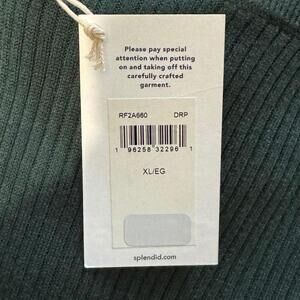 Please pay special
attention when putting
on and taking off this
carefully crafted
garment.
RF2A660 DRP
1 96258 32296 1
XL/EG
splendid.com